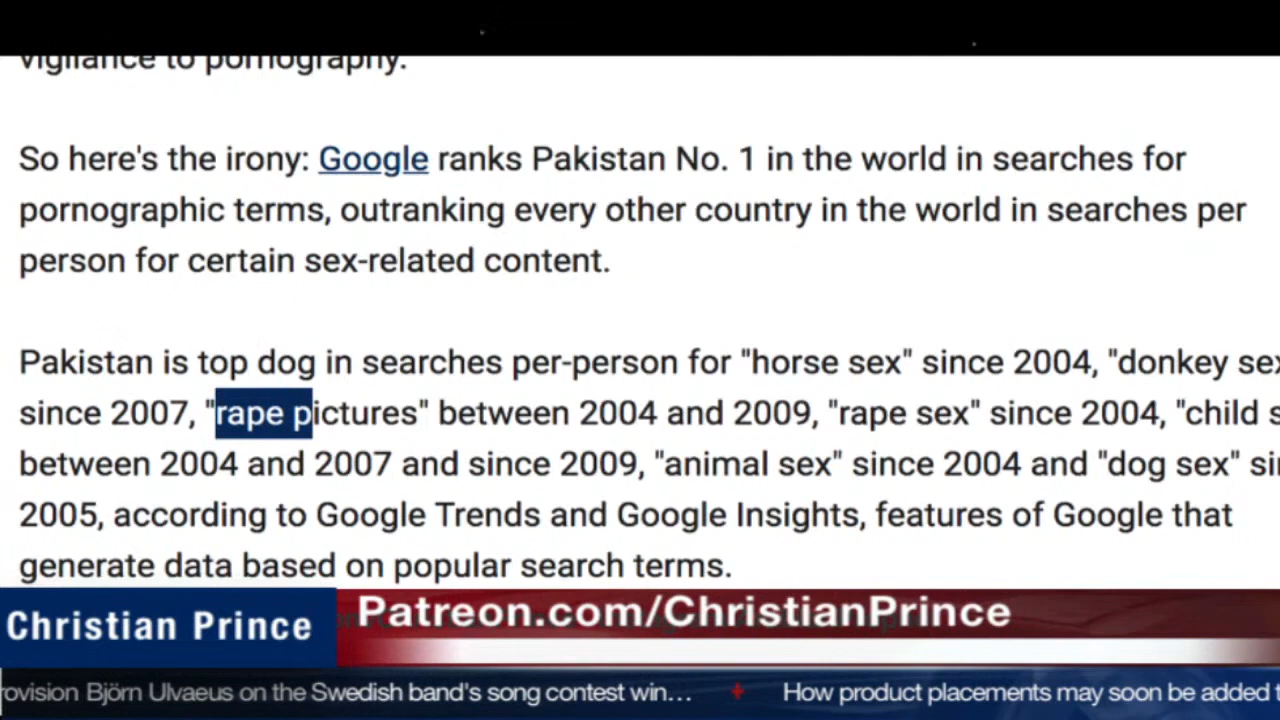 vigilance to pornography.
So here's the irony: Google ranks Pakistan No. 1 in the world in searches for
pornographic terms, outranking every other country in the world in searches per
person for certain sex-related content.
Pakistan is top dog in searches per-person for "horse sex" since 2004, "donkey sex
since 2007, "rape pictures" between 2004 and 2009, "rape sex" since 2004, "child s
between 2004 and 2007 and since 2009, "animal sex" since 2004 and "dog sex" si
2005, according to Google Trends and Google Insights, features of Google that
generate data based on popular search terms.
Christian Prince
Patreon.com/ChristianPrince
rovision Björn Ulvaeus on the Swedish band's song contest win… How product placements may soon be added t